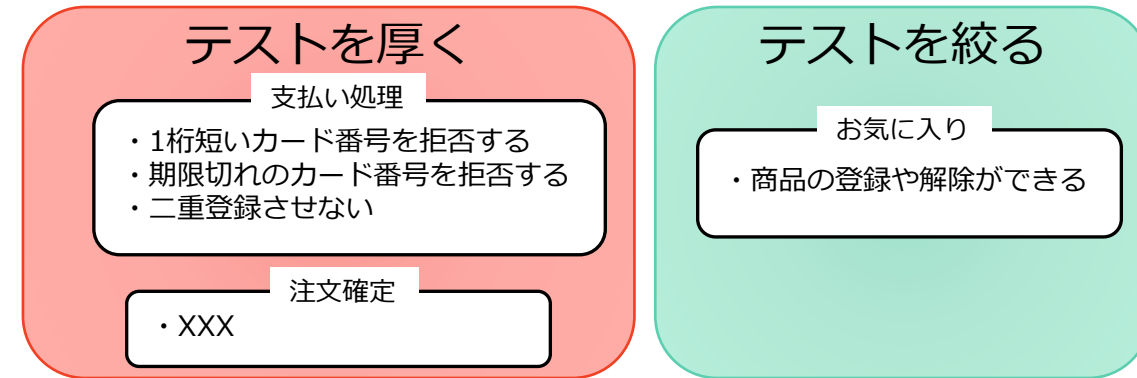 テストを厚く
支払い処理
・1桁短いカード番号を拒否する
・期限切れのカード番号を拒否する
・二重登録させない
注文確定
・XXX
テストを絞る
お気に入り
・商品の登録や解除ができる